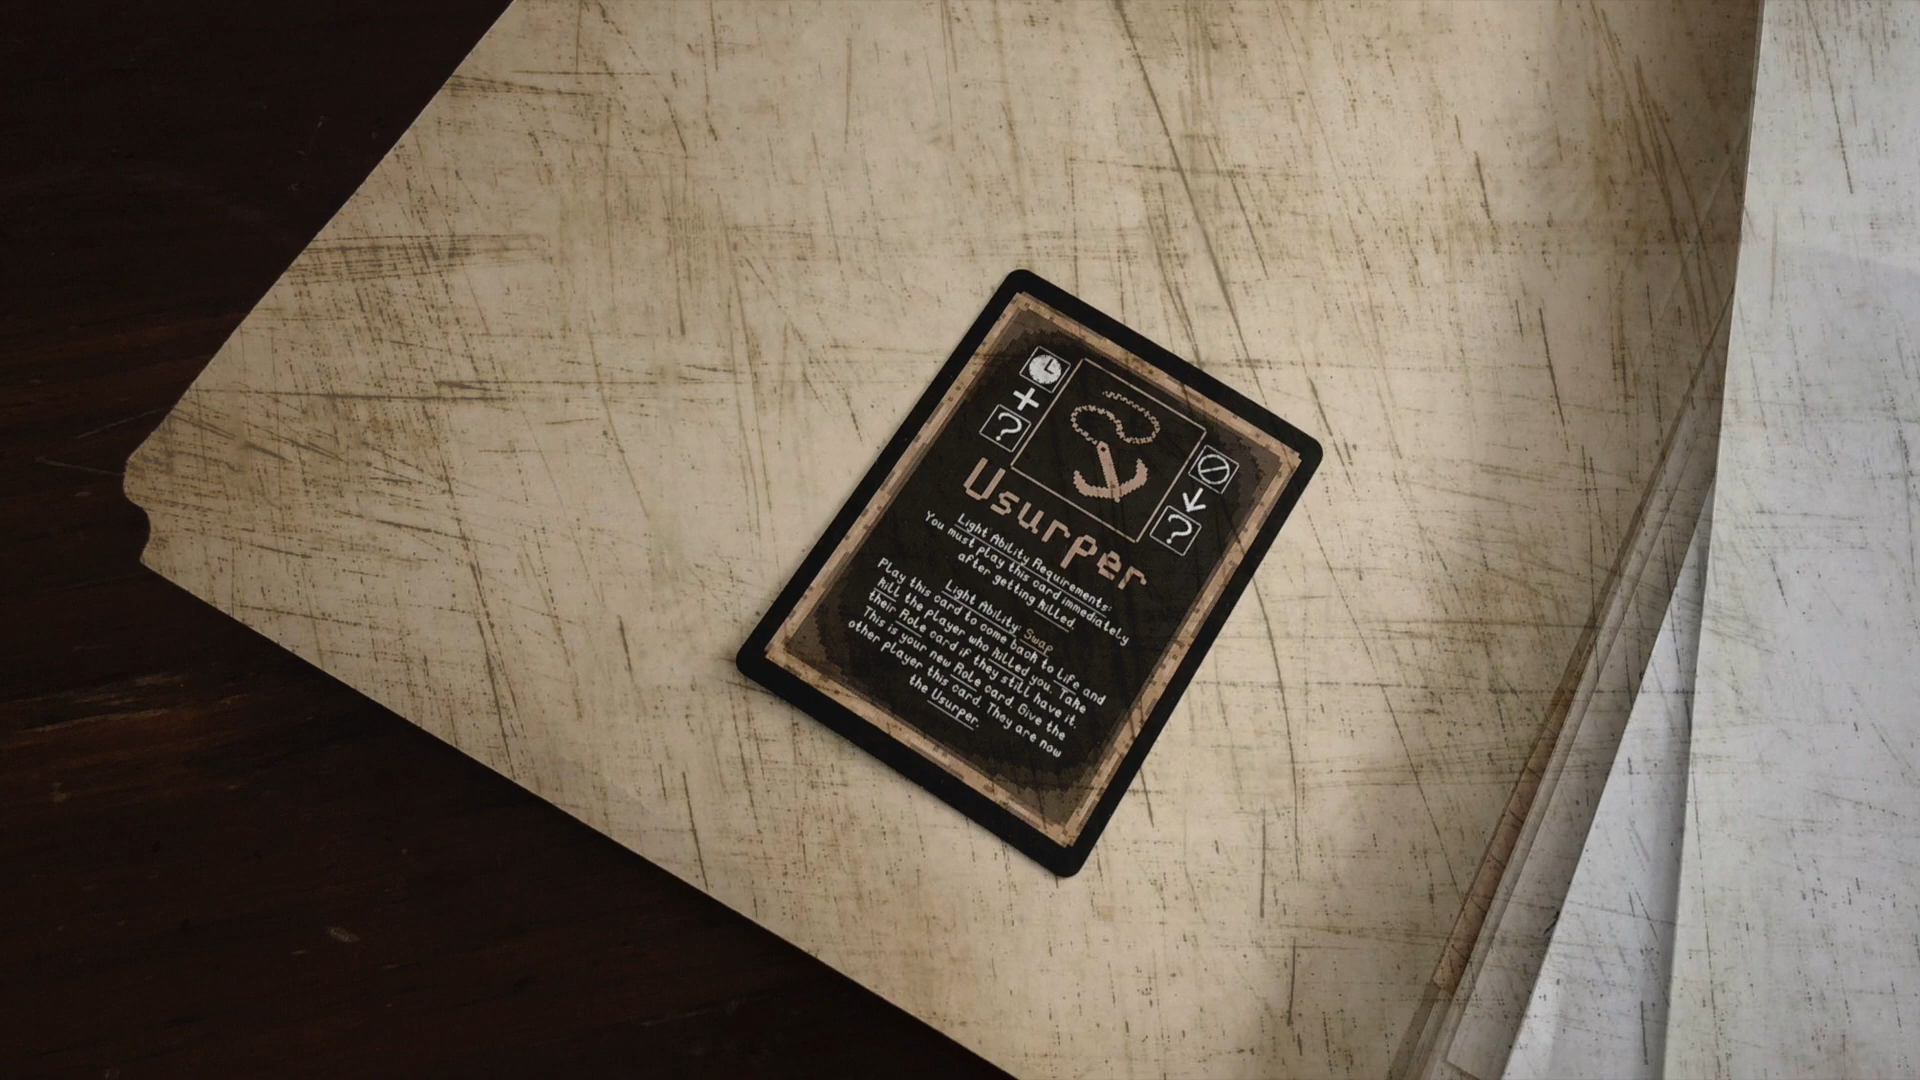 Usurper
Light Ability Requirements:
You must play this card immediately
after getting killed.
Light Ability: Swap
Play this card to come back to life and
kill the player who killed you. Take
their Role card if they still have it.
This is your new Role card. Give the
other player this card. They are now
the Usurper.